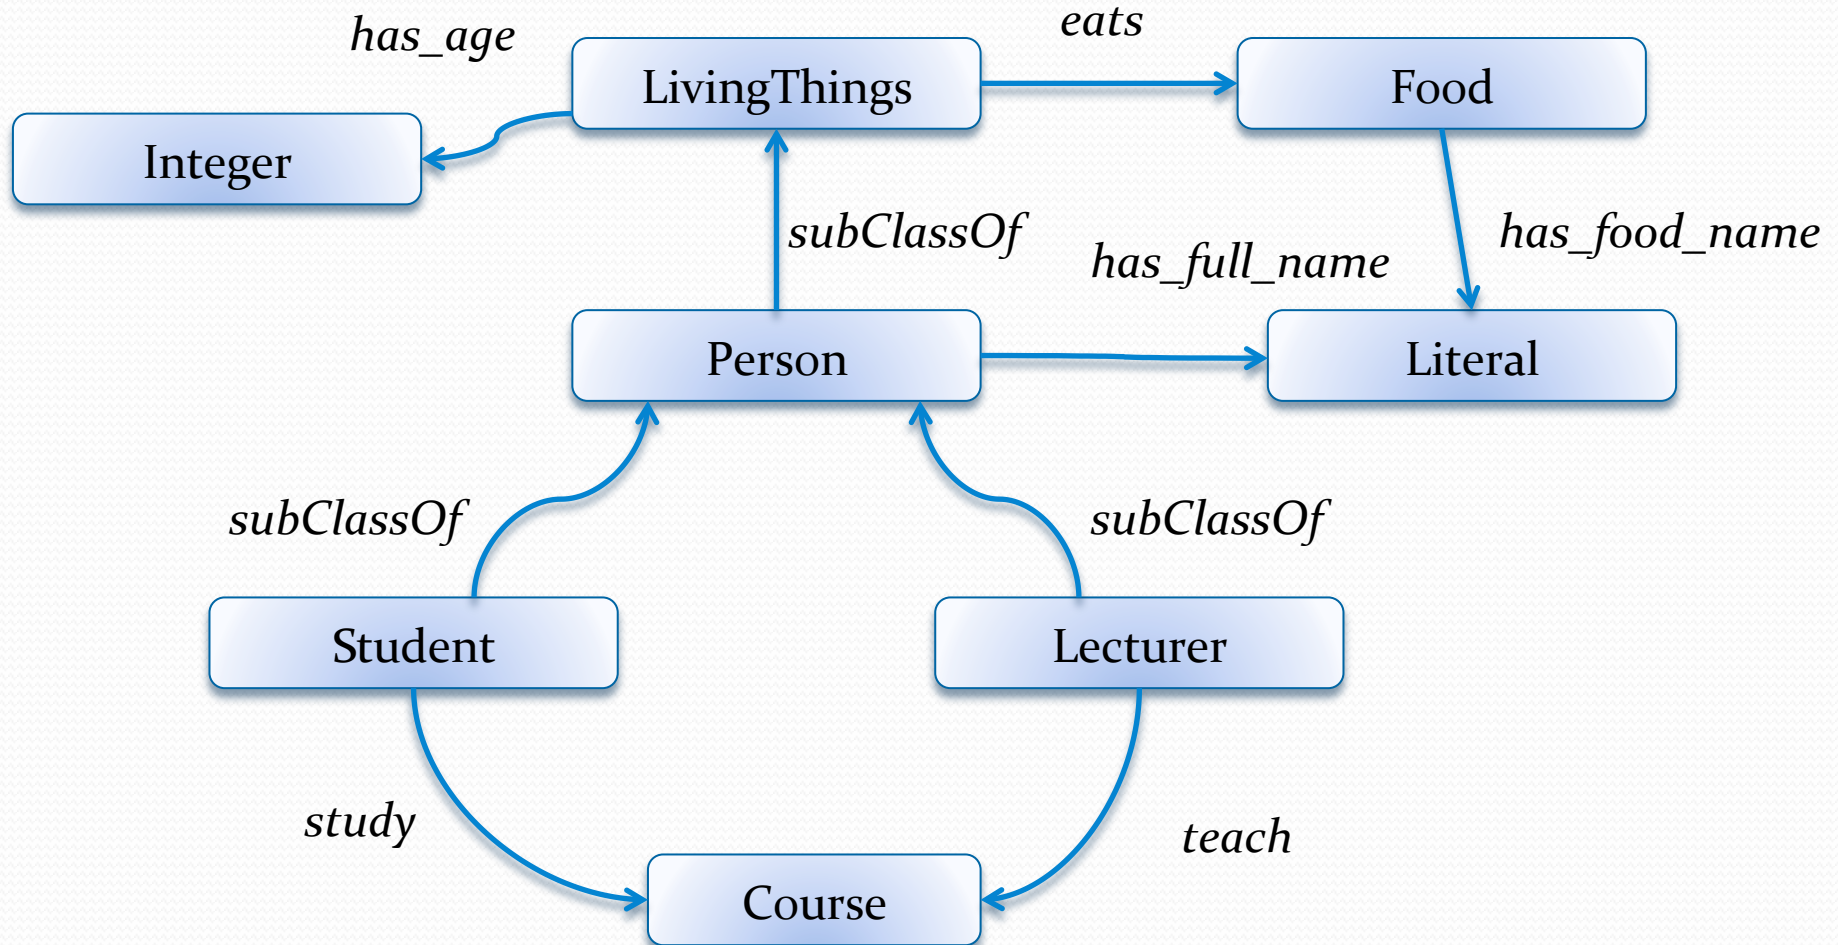 eats
has_age
LivingThings
Food
Integer
subClassOf
has_full_name
has_food_name
Person
Literal
subClassOf
subClassOf
Student
Lecturer
study
teach
Course